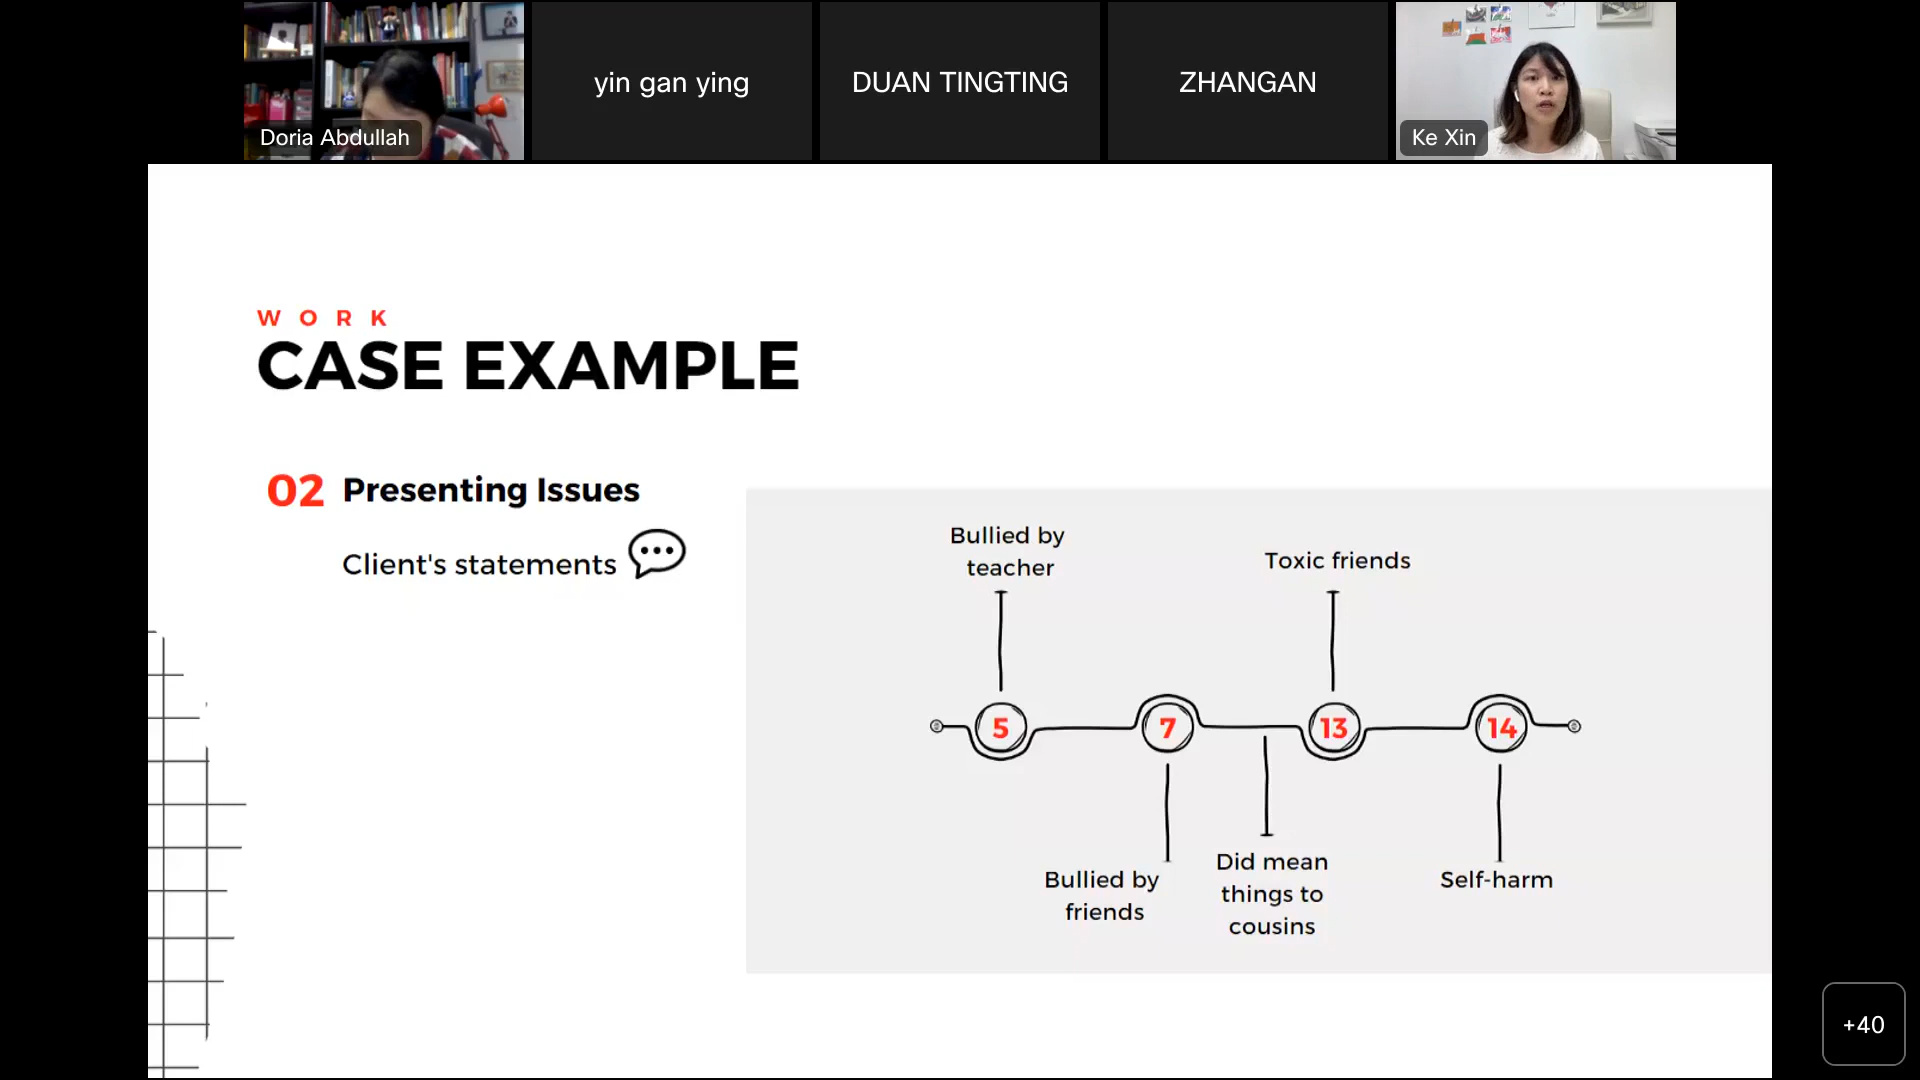 Doria Abdullah
yin gan ying
DUAN TINGTING
ZHANGAN
Ke Xin
WORK
CASE EXAMPLE
02 Presenting Issues
Client's statements
Bullied by
teacher
Toxic friends
5
7
13
14
Bullied by
friends
Did mean
things to
cousins
Self-harm
+40